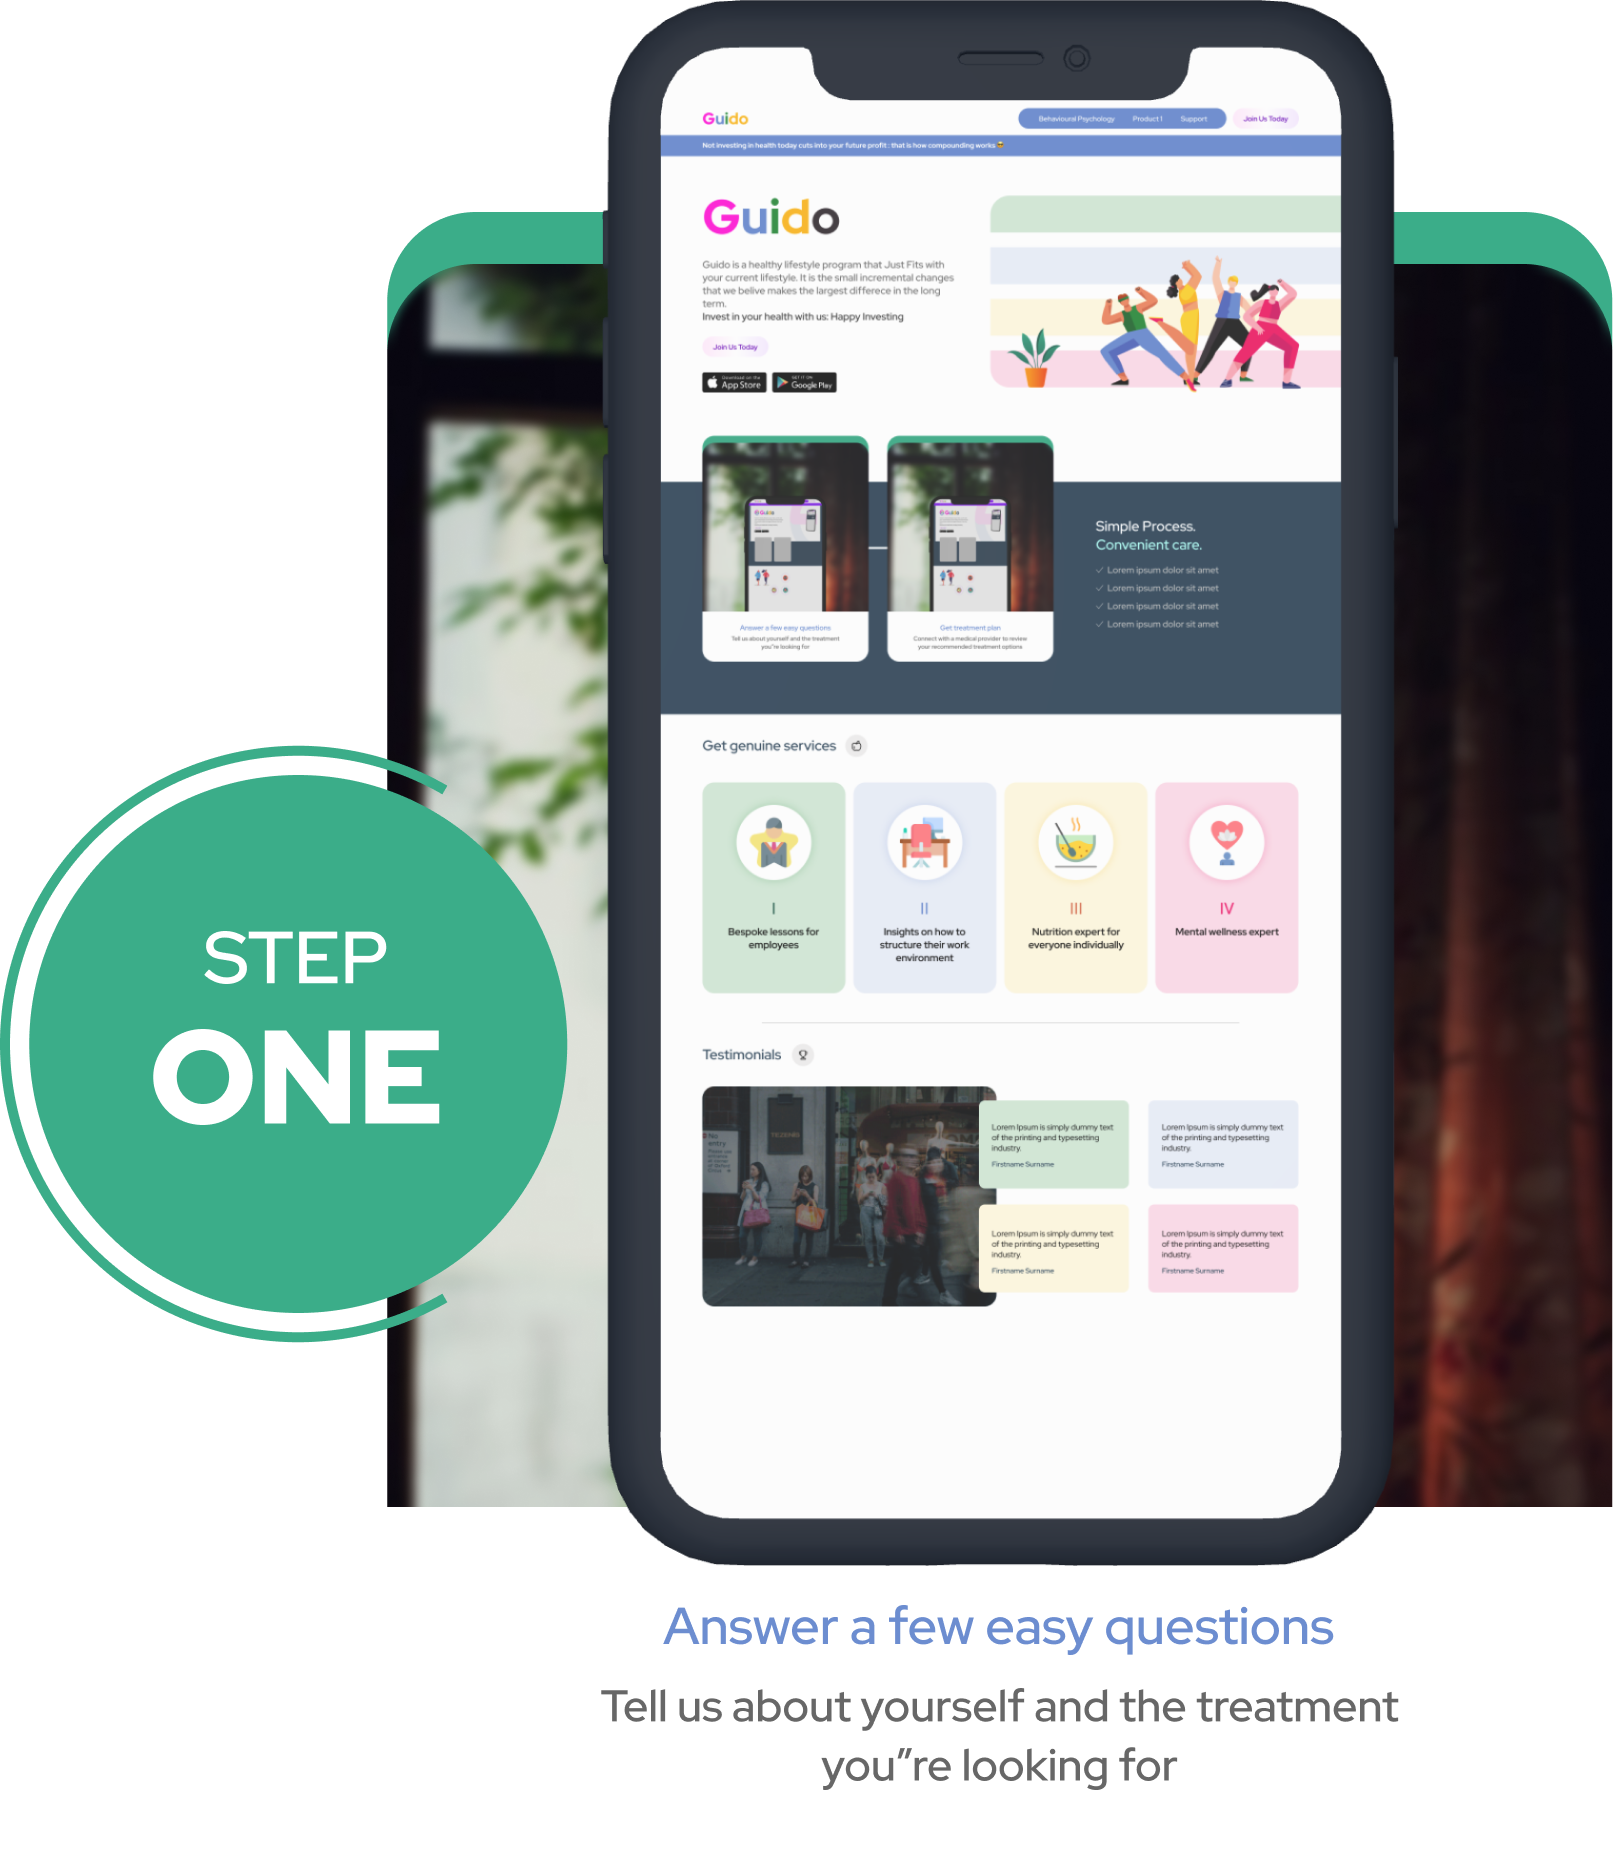 Guido
Behavioural Psychology
Product 1
Support
Join Us Today
Not investing in health today cuts into your future profit : that is how compounding works
Guido
Guido is a healthy lifestyle program that Just Fits with
your current lifestyle. It is the small incremental changes
that we belive makes the largest differece in the long
term.
Invest in your health with us: Happy Investing
Join Us Today
Download on the
App Store
GET IT ON
Google Play
Guido
Guido
Simple Process.
Convenient care.
Lorem ipsum dolor sit amet
Lorem ipsum dolor sit amet
Lorem ipsum dolor sit amet
Lorem ipsum dolor sit amet
Answer a few easy questions
Tell us about yourself and the treatment
you"re looking for
Get treatment plan
Connect with a medical provider to review
your recommended treatment options
Get genuine services
I
Bespoke lessons for
employees
II
Insights on how to
structure their work
environment
III
Nutrition expert for
everyone individually
IV
Mental wellness expert
STEP
ONE
Testimonials
No
entry
TEZENIS
Lorem Ipsum is simply dummy text
of the printing and typesetting
industry.
Firstname Surname
Lorem Ipsum is simply dummy text
of the printing and typesetting
industry.
Firstname Surname
Lorem Ipsum is simply dummy text
of the printing and typesetting
industry.
Firstname Surname
Lorem Ipsum is simply dummy text
of the printing and typesetting
industry.
Firstname Surname
Answer a few easy questions
Tell us about yourself and the treatment
you"re looking for